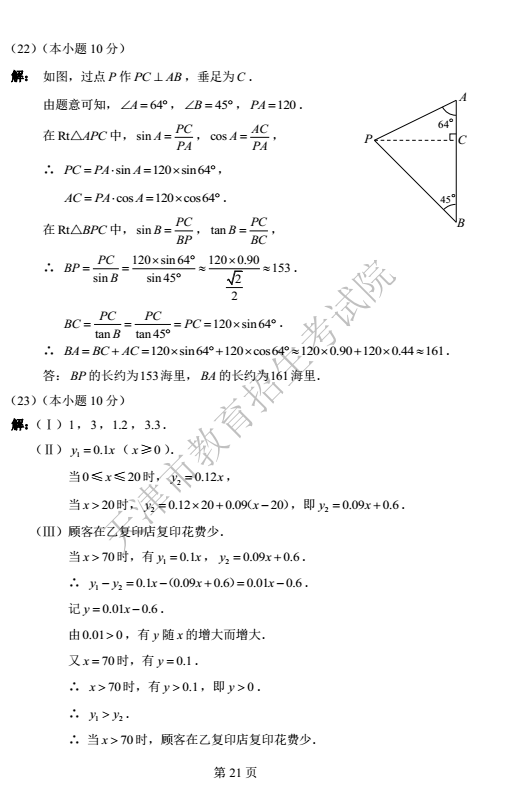 （22）（本小题 10 分）
解： 如图，过点 P 作 PC ⊥ AB ，垂足为 C ．
由题意可知，∠A = 64°，∠B = 45°，PA = 120．
A
64°
P
C
45°
B
在 Rt△APC 中，sin A = PC/PA ，cos A = AC/PA ，
∴ PC = PA·sin A = 120 × sin 64°，
AC = PA·cos A = 120 × cos 64°．
在 Rt△BPC 中，sin B = PC/BP ，tan B = PC/BC ，
∴ BP = PC/sin B = 120 × sin 64°/sin 45° ≈ 120 × 0.90/(√2/2) ≈ 153．
BC = PC/tan B = PC/tan 45° = PC = 120 × sin 64°．
∴ BA = BC + AC = 120 × sin 64° + 120 × cos 64° ≈ 120 × 0.90 + 120 × 0.44 ≈ 161．
答：BP 的长约为153海里，BA 的长约为161海里．
（23）（本小题 10 分）
解：（Ⅰ）1，3，1.2，3.3．
（Ⅱ）y₁ = 0.1x（x ≥ 0）．
当 0 ≤ x ≤ 20 时，y₂ = 0.12x，
当 x > 20 时，y₂ = 0.12 × 20 + 0.09(x − 20)，即 y₂ = 0.09x + 0.6．
（Ⅲ）顾客在乙复印店复印花费少．
当 x > 70 时，有 y₁ = 0.1x，y₂ = 0.09x + 0.6．
∴ y₁ − y₂ = 0.1x − (0.09x + 0.6) = 0.01x − 0.6．
记 y = 0.01x − 0.6．
由 0.01 > 0，有 y 随 x 的增大而增大．
又 x = 70 时，有 y = 0.1．
∴ x > 70 时，有 y > 0.1，即 y > 0．
∴ y₁ > y₂．
∴ 当 x > 70 时，顾客在乙复印店复印花费少．
天津市教育招生考试院
第 21 页